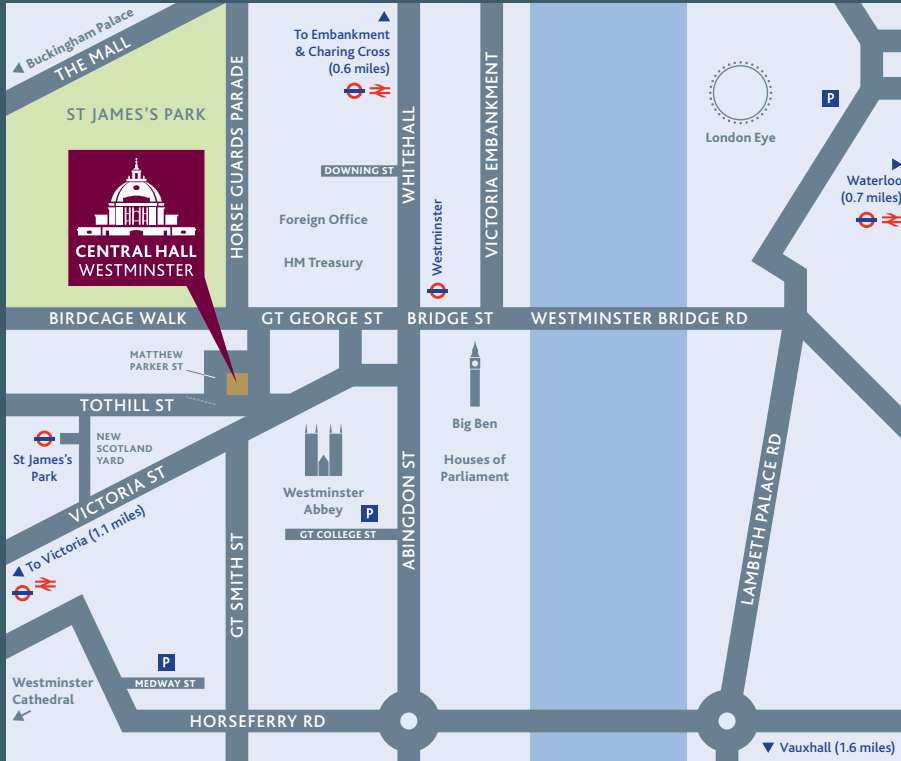 Buckingham Palace
THE MALL
ST JAMES'S PARK
HORSE GUARDS PARADE
To Embankment
& Charing Cross
(0.6 miles)
WHITEHALL
VICTORIA EMBANKMENT
London Eye
P
Waterloo
(0.7 miles)
DOWNING ST
Foreign Office
HM Treasury
Westminster
CENTRAL HALL
WESTMINSTER
BIRDCAGE WALK
GT GEORGE ST
BRIDGE ST
WESTMINSTER BRIDGE RD
MATTHEW
PARKER ST
TOTHILL ST
NEW
SCOTLAND
YARD
St James's
Park
VICTORIA ST
To Victoria (1.1 miles)
Big Ben
Houses of
Parliament
Westminster
Abbey
P
GT COLLEGE ST
ABINGDON ST
GT SMITH ST
LAMBETH PALACE RD
P
MEDWAY ST
Westminster
Cathedral
HORSEFERRY RD
Vauxhall (1.6 miles)